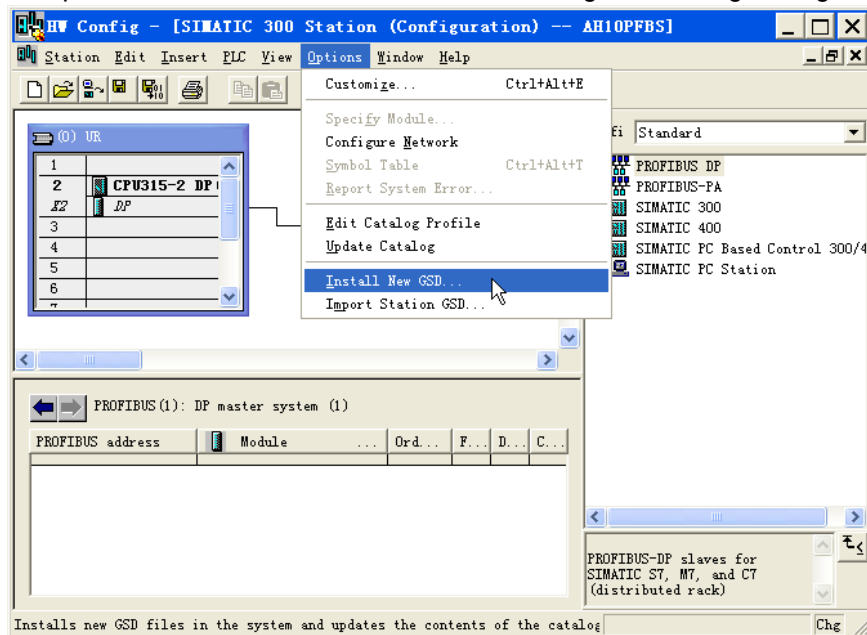 HW Config - [SIMATIC 300 Station (Configuration) -- AH10PFBS]
Station Edit Insert PLC View Options Window Help
Customize... Ctrl+Alt+E
Specify Module...
Configure Network
Symbol Table Ctrl+Alt+T
Report System Error...
Edit Catalog Profile
Update Catalog
Install New GSD...
Import Station GSD...
(0) UR
1
2 CPU315-2 DP
X2 DP
3
4
5
6
7
fi Standard
PROFIBUS DP
PROFIBUS-PA
SIMATIC 300
SIMATIC 400
SIMATIC PC Based Control 300/4
SIMATIC PC Station
PROFIBUS(1): DP master system (1)
PROFIBUS address Module ... Ord... F... D... C...
PROFIBUS-DP slaves for
SIMATIC S7, M7, and C7
(distributed rack)
Installs new GSD files in the system and updates the contents of the catalog
Chg